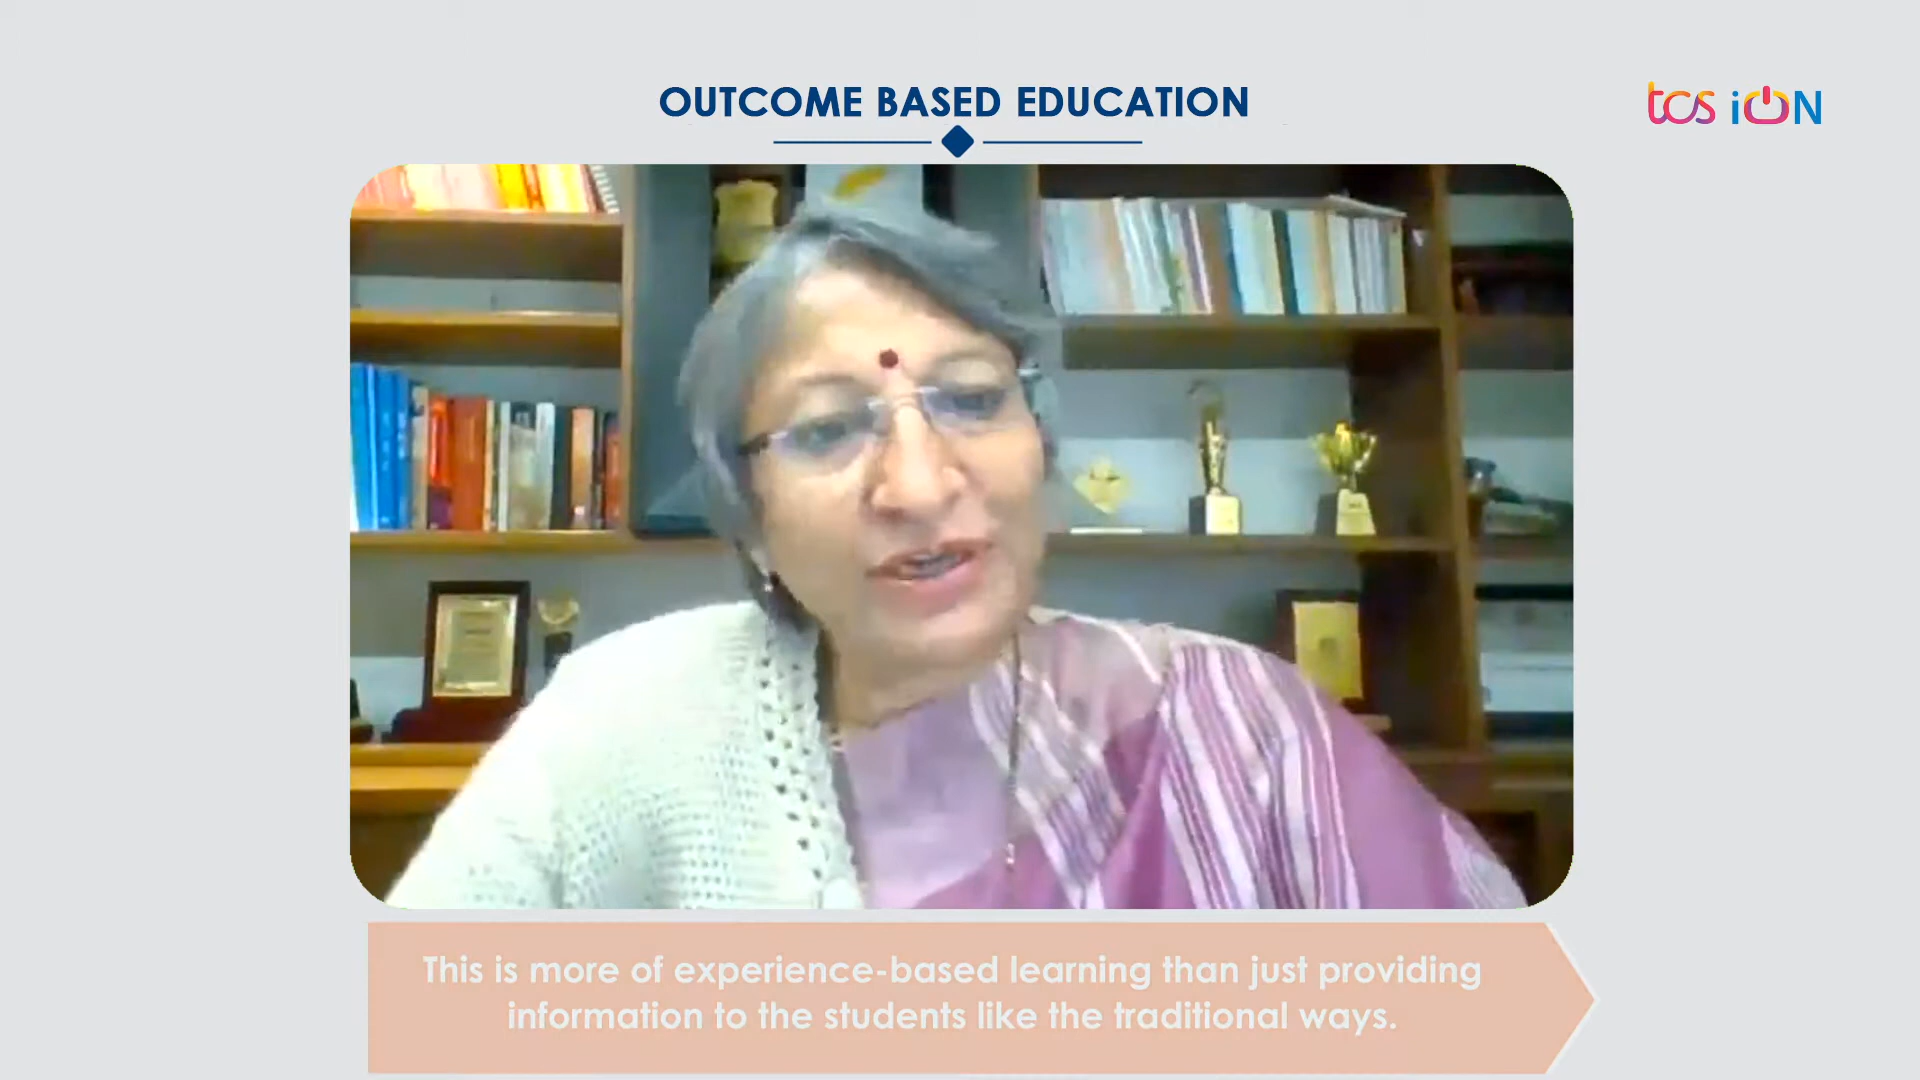 OUTCOME BASED EDUCATION
tcs iON
This is more of experience-based learning than just providing
information to the students like the traditional ways.